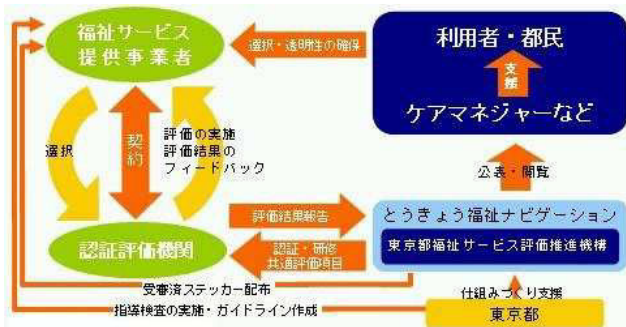 福祉サービス
提供事業者
選択・透明性の確保
利用者・都民
支援
ケアマネジャーなど
選択
契約
評価の実施
評価結果の
フィードバック
公表・閲覧
評価結果報告
とうきょう福祉ナビゲーション
東京都福祉サービス評価推進機構
認証評価機関
認証・研修
共通評価項目
受審済ステッカー配布
仕組みづくり支援
指導検査の実施・ガイドライン作成
東京都